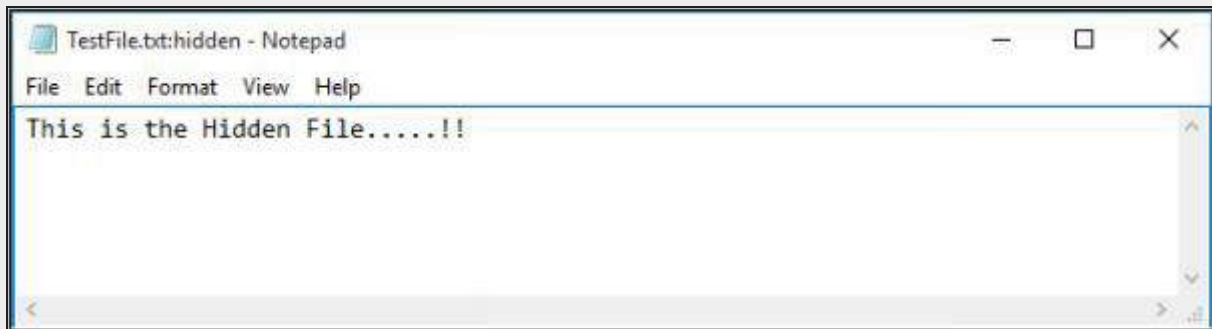 TestFile.txt:hidden - Notepad
File Edit Format View Help
This is the Hidden File.....!!